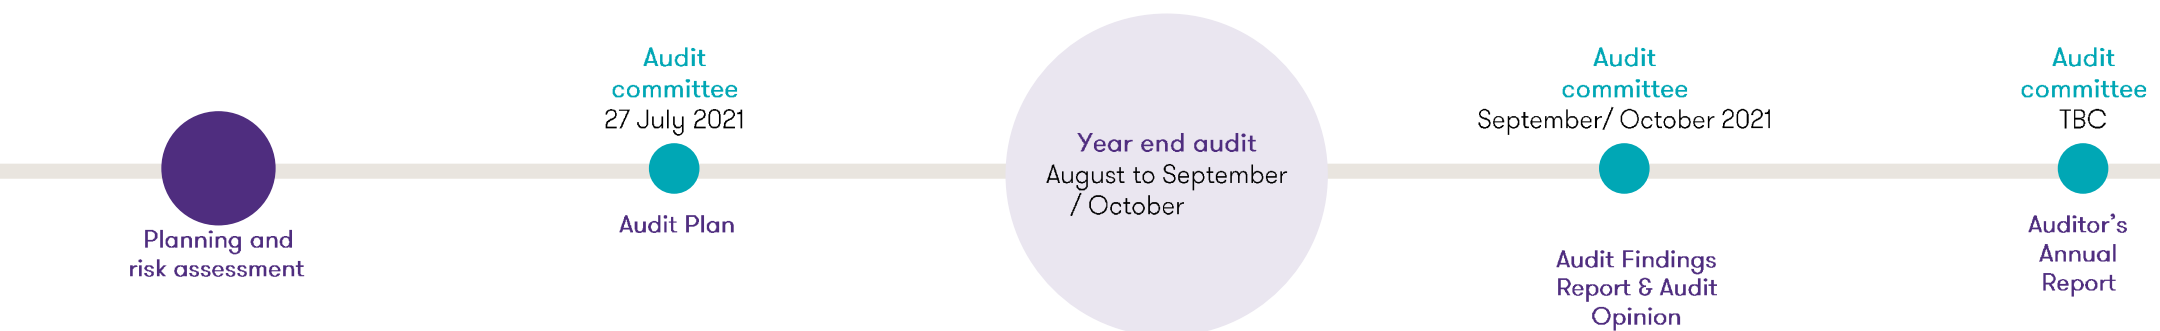 Planning and
risk assessment
Audit
committee
27 July 2021
Audit Plan
Year end audit
August to September
/ October
Audit
committee
September/ October 2021
Audit Findings
Report & Audit
Opinion
Audit
committee
TBC
Auditor’s
Annual
Report